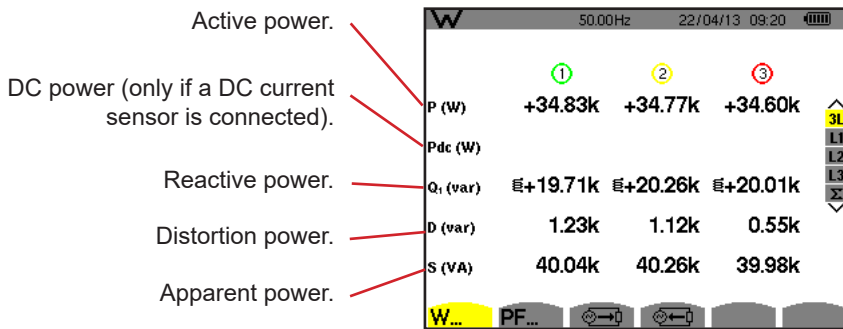 Active power.
DC power (only if a DC current
sensor is connected).
Reactive power.
Distortion power.
Apparent power.
W 50.00Hz 22/04/13 09:20
1 2 3
P (W) +34.83k +34.77k +34.60k
Pdc (W)
Q₁ (var) +19.71k +20.26k +20.01k
D (var) 1.23k 1.12k 0.55k
S (VA) 40.04k 40.26k 39.98k
3L
L1
L2
L3
Σ
W... PF...